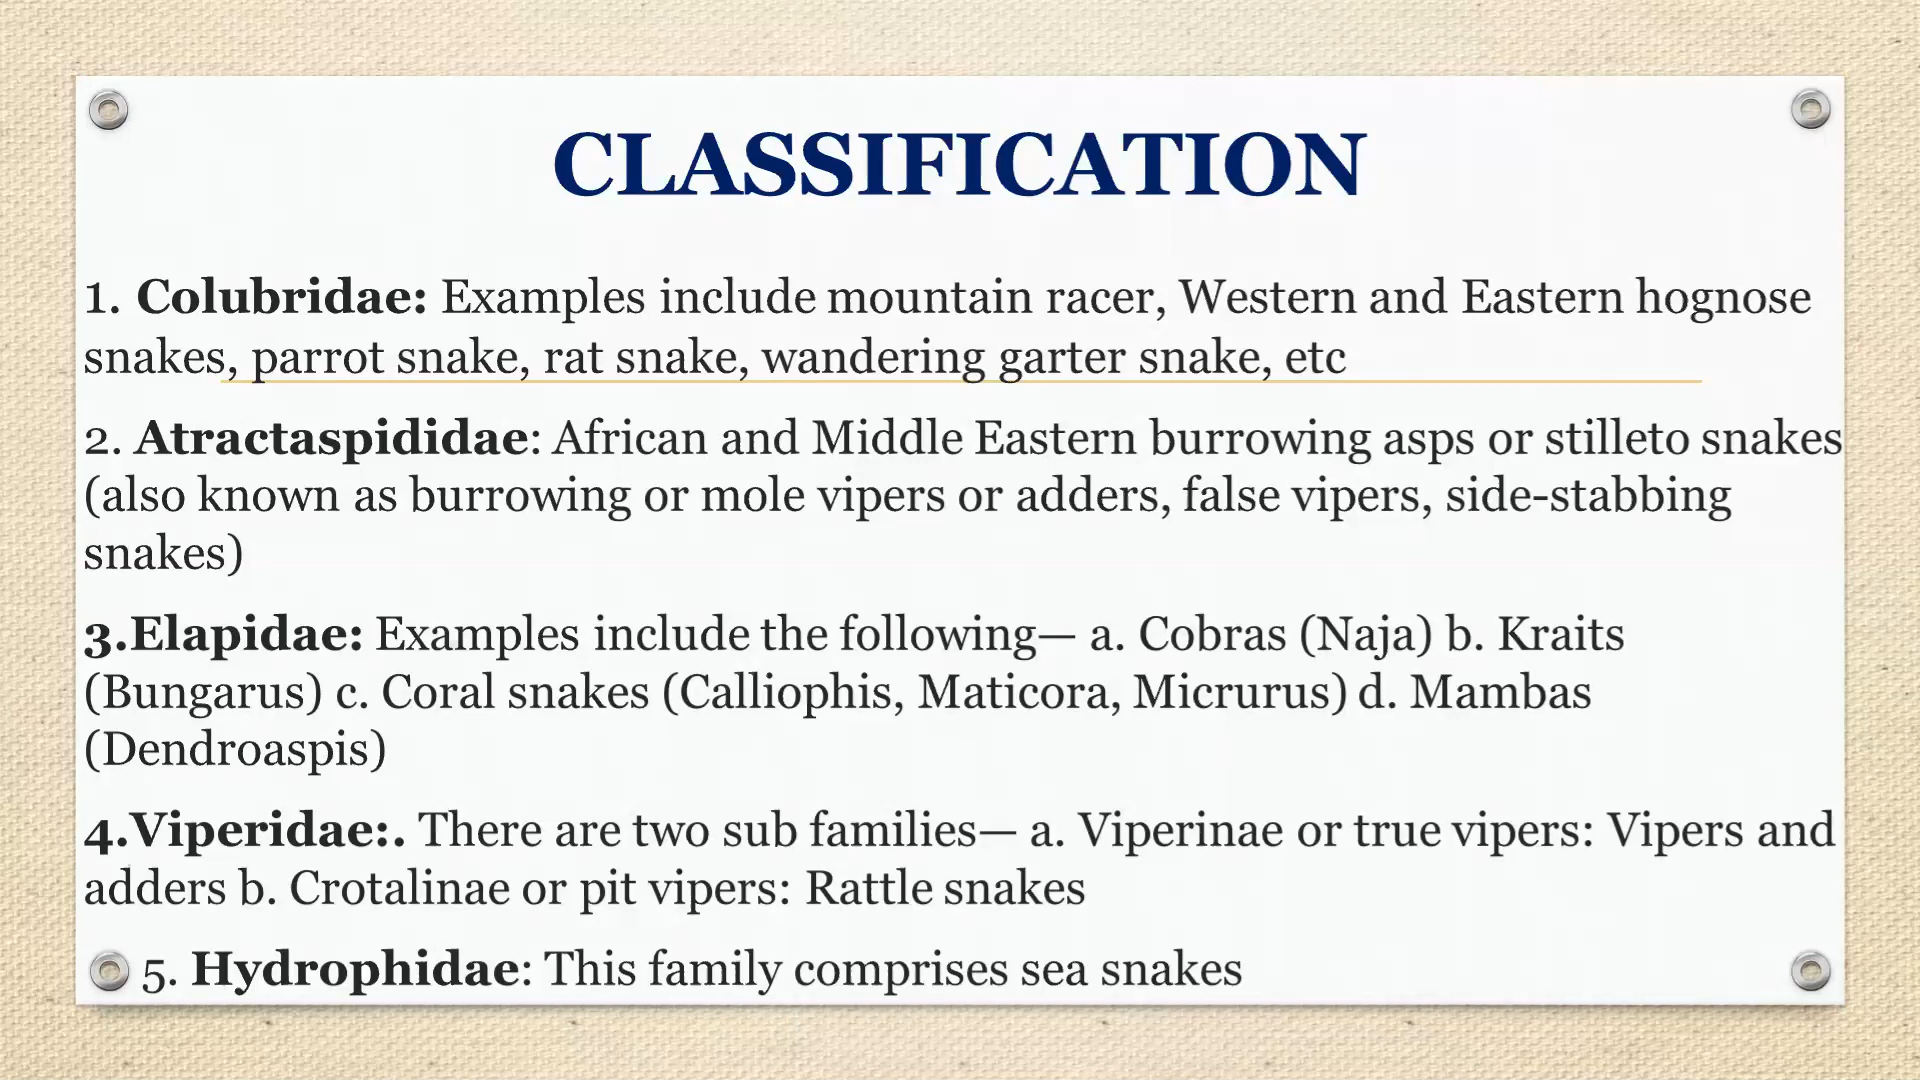 CLASSIFICATION
1. Colubridae: Examples include mountain racer, Western and Eastern hognose
snakes, parrot snake, rat snake, wandering garter snake, etc
2. Atractaspididae: African and Middle Eastern burrowing asps or stilleto snakes
(also known as burrowing or mole vipers or adders, false vipers, side-stabbing
snakes)
3.Elapidae: Examples include the following— a. Cobras (Naja) b. Kraits
(Bungarus) c. Coral snakes (Calliophis, Maticora, Micrurus) d. Mambas
(Dendroaspis)
4.Viperidae:. There are two sub families— a. Viperinae or true vipers: Vipers and
adders b. Crotalinae or pit vipers: Rattle snakes
5. Hydrophidae: This family comprises sea snakes